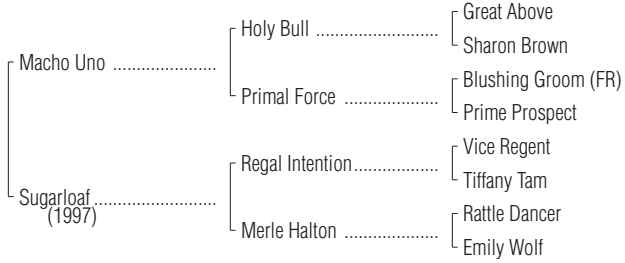 Great Above
Holy Bull ........................
Sharon Brown
Macho Uno ....................
Blushing Groom (FR)
Primal Force ..................
Prime Prospect
Vice Regent
Regal Intention................
Tiffany Tam
Sugarloaf........................
(1997)
Rattle Dancer
Merle Halton ..................
Emily Wolf